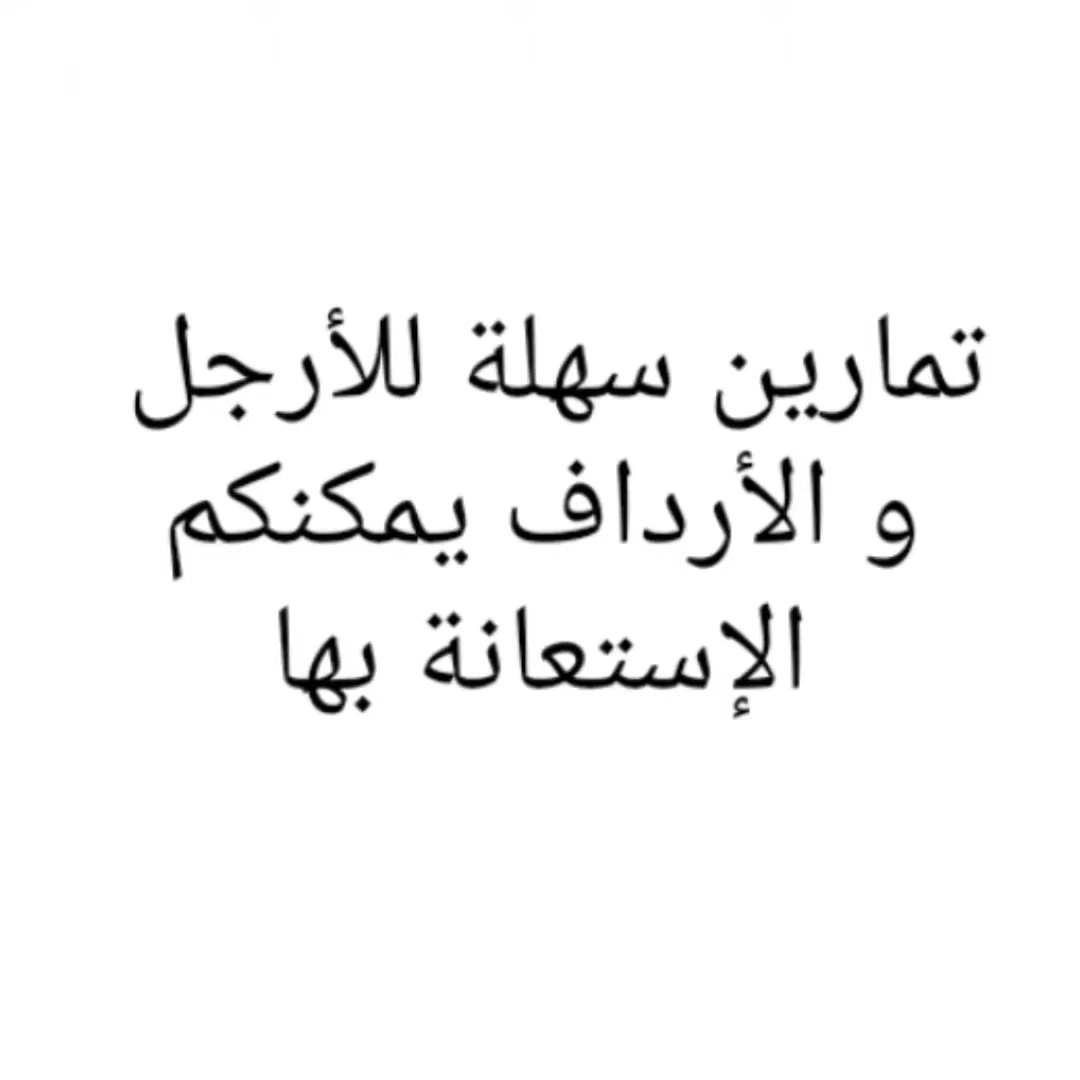 تمارين سهلة للأرجل
و الأرداف يمكنكم
الإستعانة بها